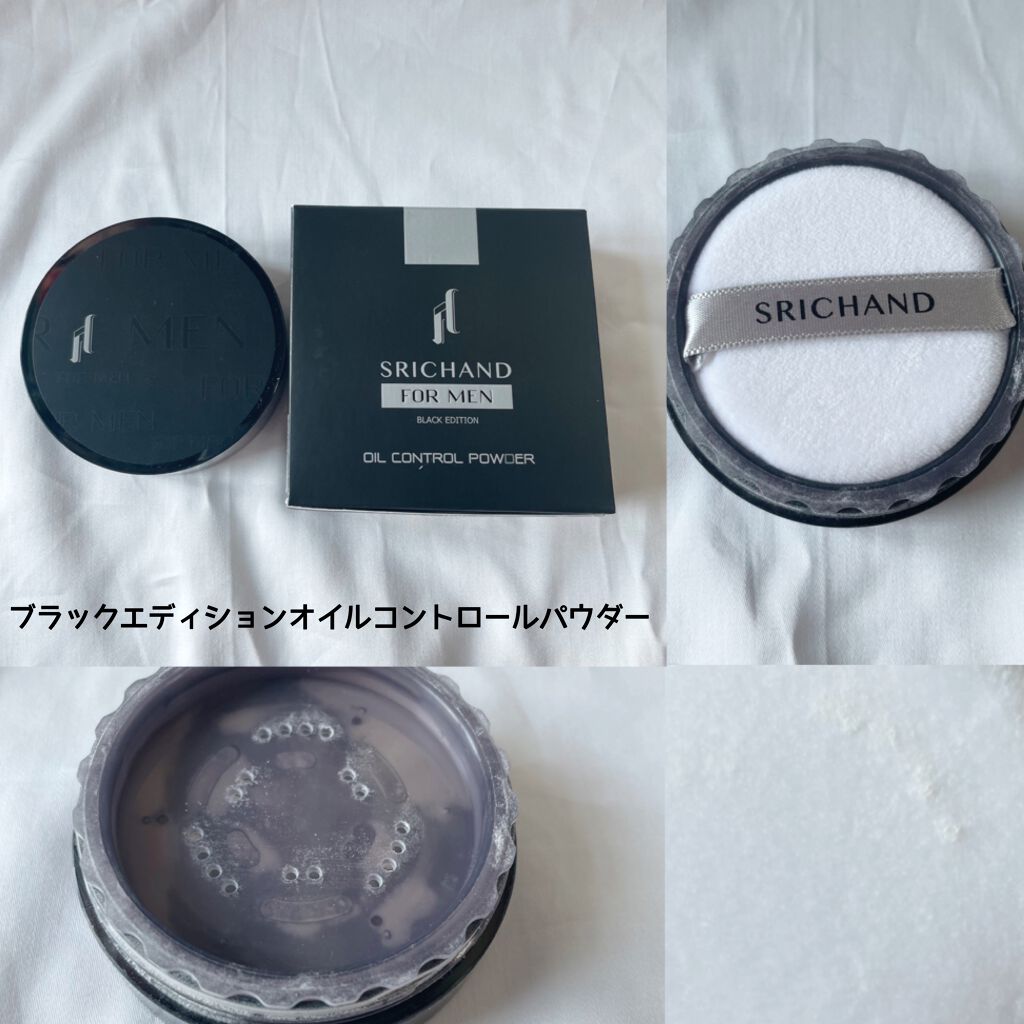 FOR MEN
SRICHAND
FOR MEN
BLACK EDITION
OIL CONTROL POWDER
SRICHAND
ブラックエディションオイルコントロールパウダー